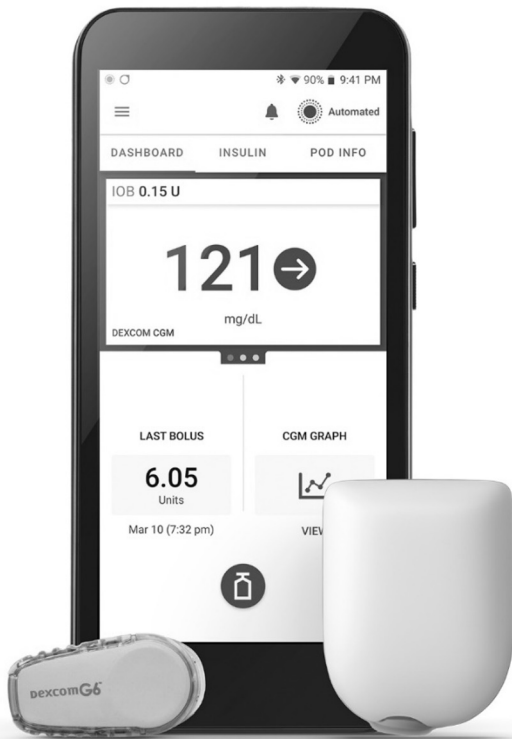 90% 9:41 PM
Automated
DASHBOARD INSULIN POD INFO
IOB 0.15 U
121
mg/dL
DEXCOM CGM
LAST BOLUS CGM GRAPH
6.05
Units
Mar 10 (7:32 pm) VIE
Dexcom G6